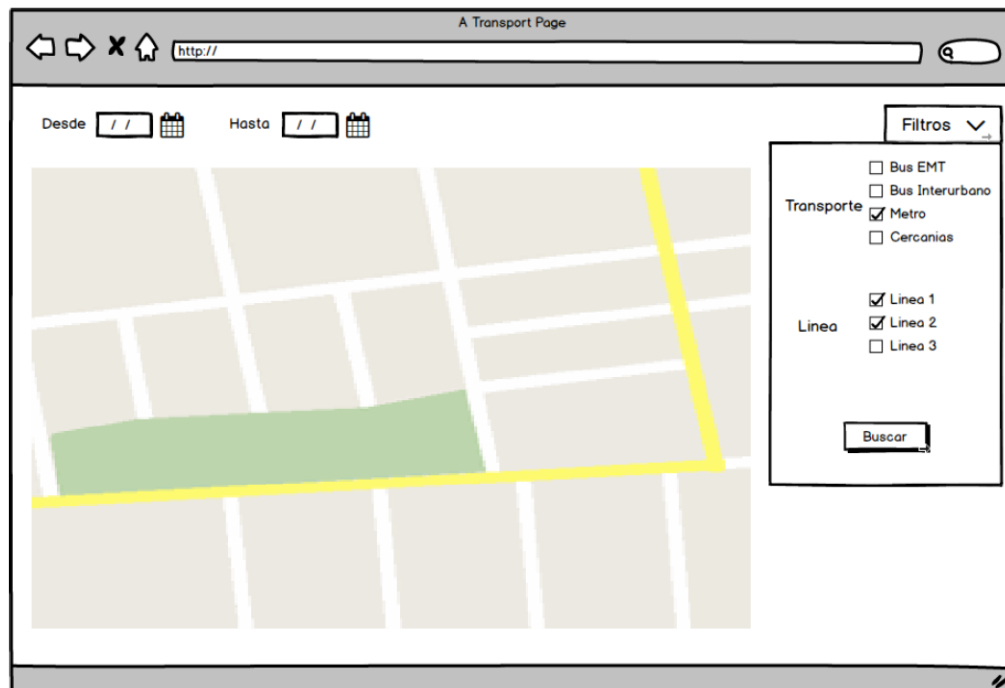 A Transport Page
http://
Desde / / Hasta / /
Filtros
Transporte
Bus EMT
Bus Interurbano
Metro
Cercanias
Linea
Linea 1
Linea 2
Linea 3
Buscar